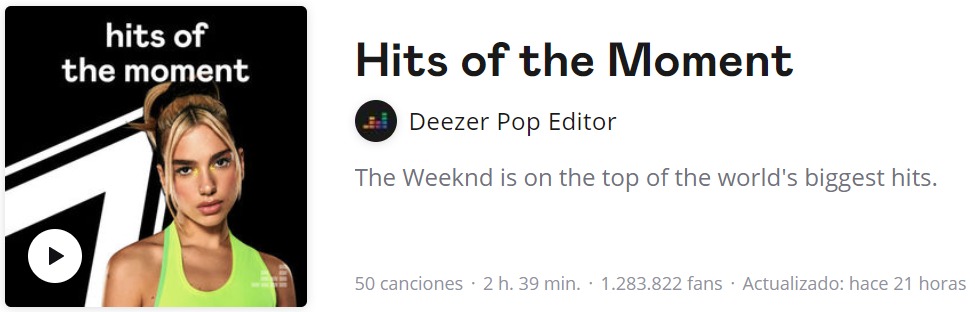 hits of
the moment
Hits of the Moment
Deezer Pop Editor
The Weeknd is on the top of the world's biggest hits.
50 canciones · 2 h. 39 min. · 1.283.822 fans · Actualizado: hace 21 horas